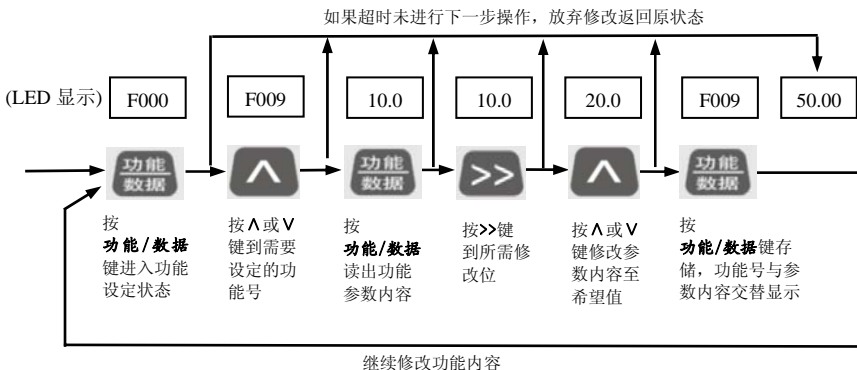 如果超时未进行下一步操作，放弃修改返回原状态
(LED 显示) F000 F009 10.0 10.0 20.0 F009 50.00
功能
数据
∧
功能
数据
>>
∧
功能
数据
按
功能/数据
键进入功能
设定状态
按∧或∨
键到需要
设定的功
能号
按
功能/数据
读出功能
参数内容
按>>键
到所需修
改位
按∧或∨
键修改参
数内容至
希望值
按
功能/数据键存
储，功能号与参
数内容交替显示
继续修改功能内容